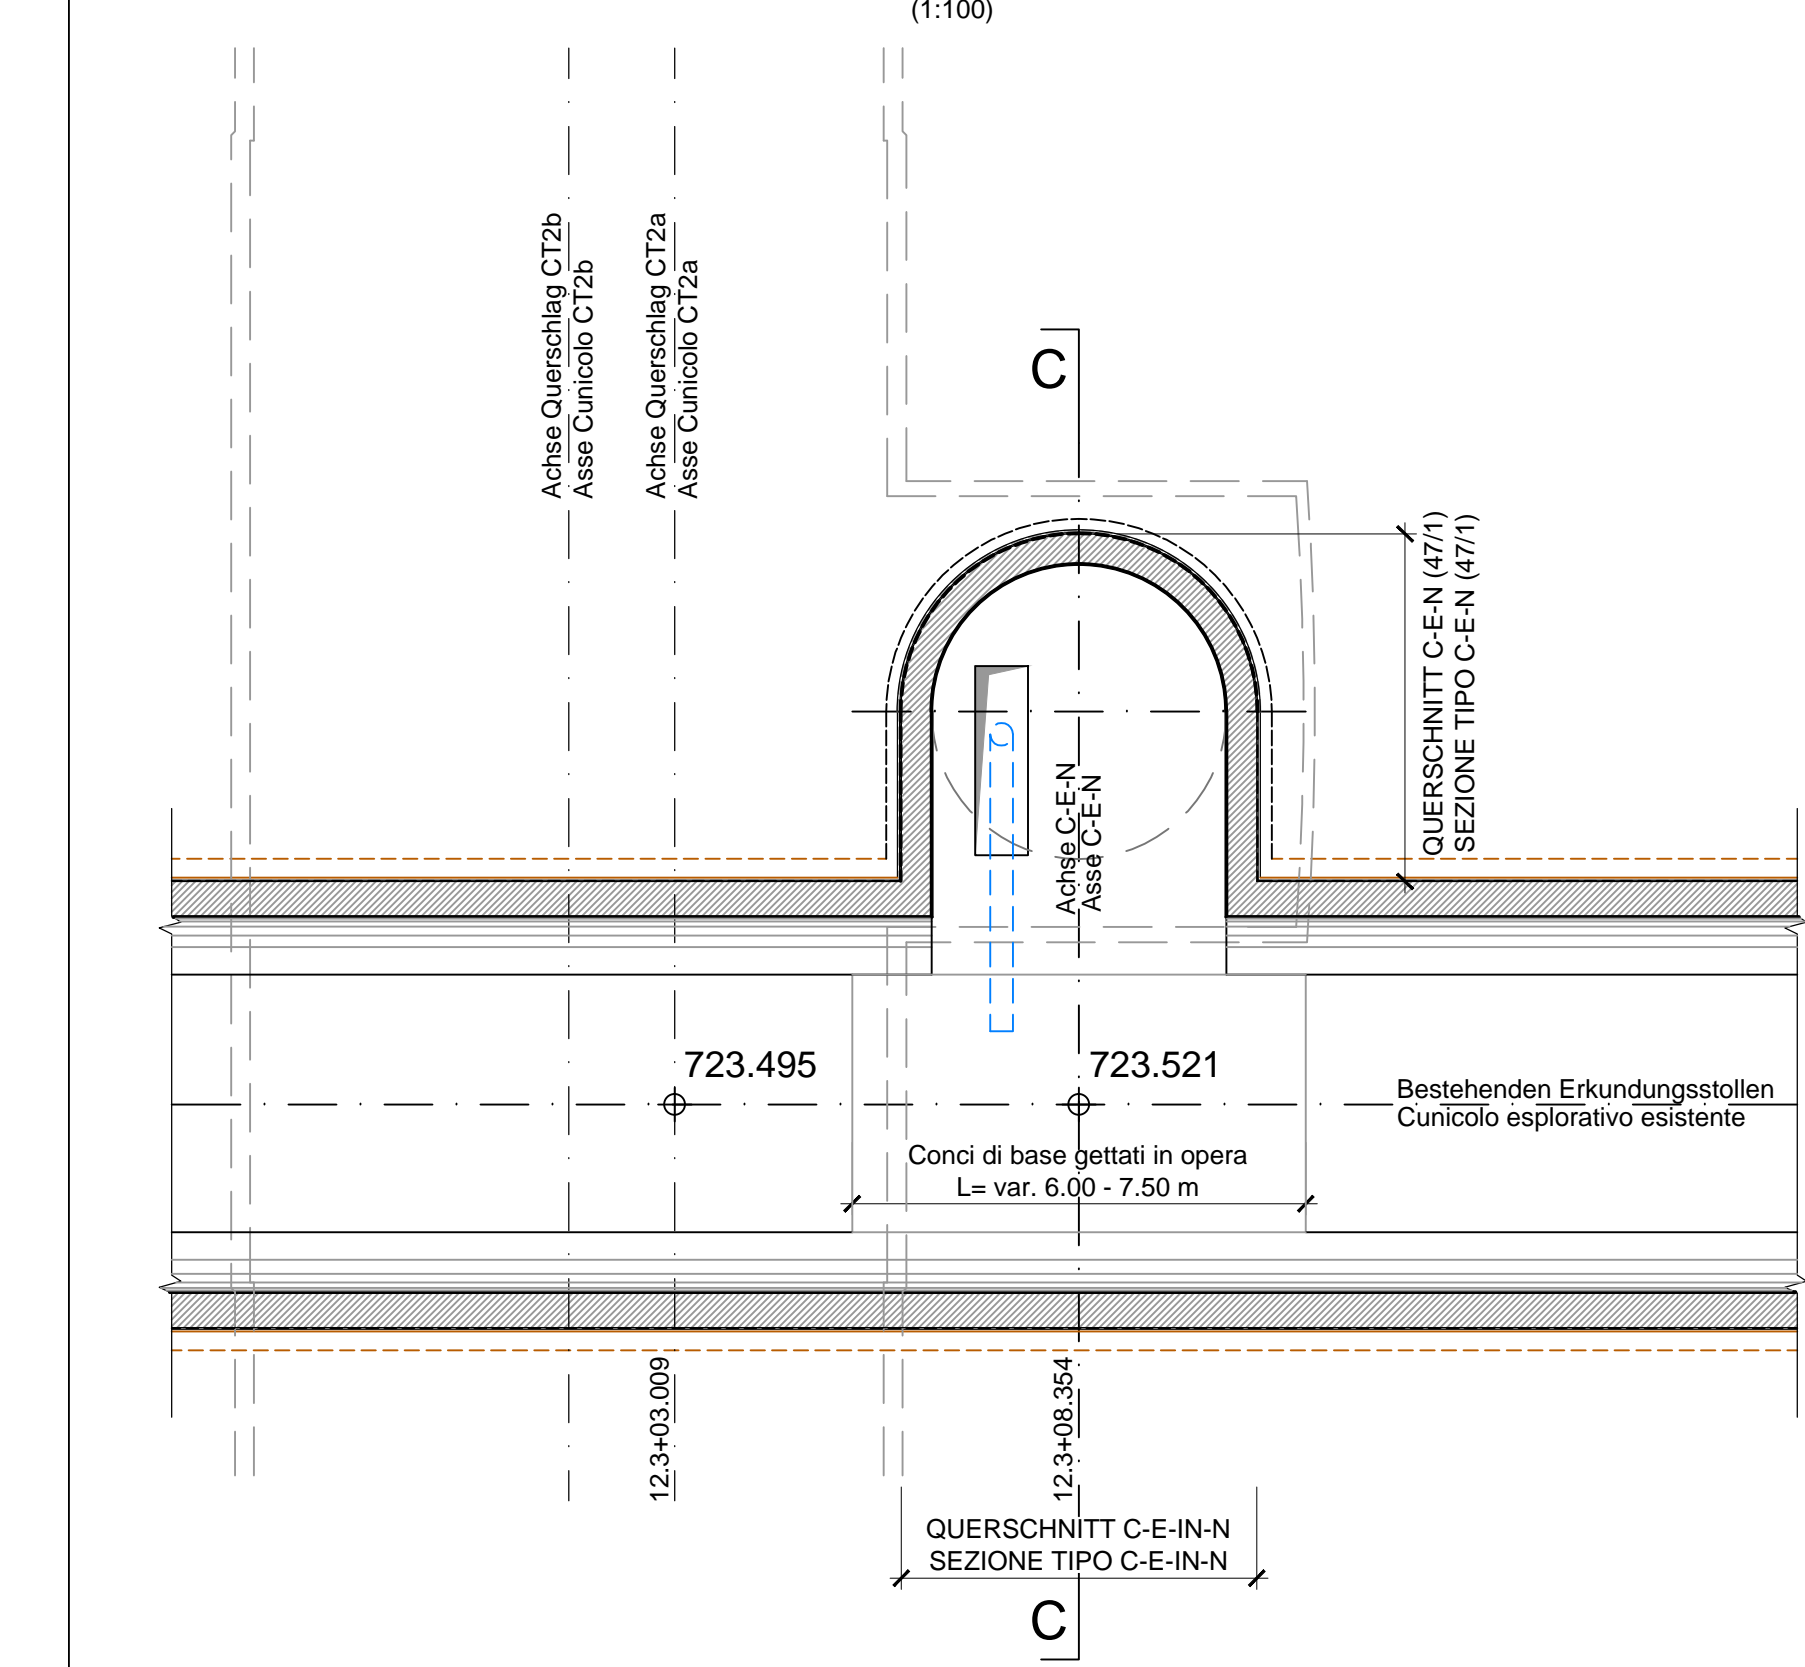 (1:100)
Achse Querschlag CT2b
Asse Cunicolo CT2b
Achse Querschlag CT2a
Asse Cunicolo CT2a
C
QUERSCHNITT C-E-N (47/1)
SEZIONE TIPO C-E-N (47/1)
Achse C-E-N
Asse C-E-N
723.495
723.521
Bestehenden Erkundungsstollen
Cunicolo esplorativo esistente
Conci di base gettati in opera
L= var. 6.00 - 7.50 m
12.3+03.009
12.3+08.354
QUERSCHNITT C-E-IN-N
SEZIONE TIPO C-E-IN-N
C